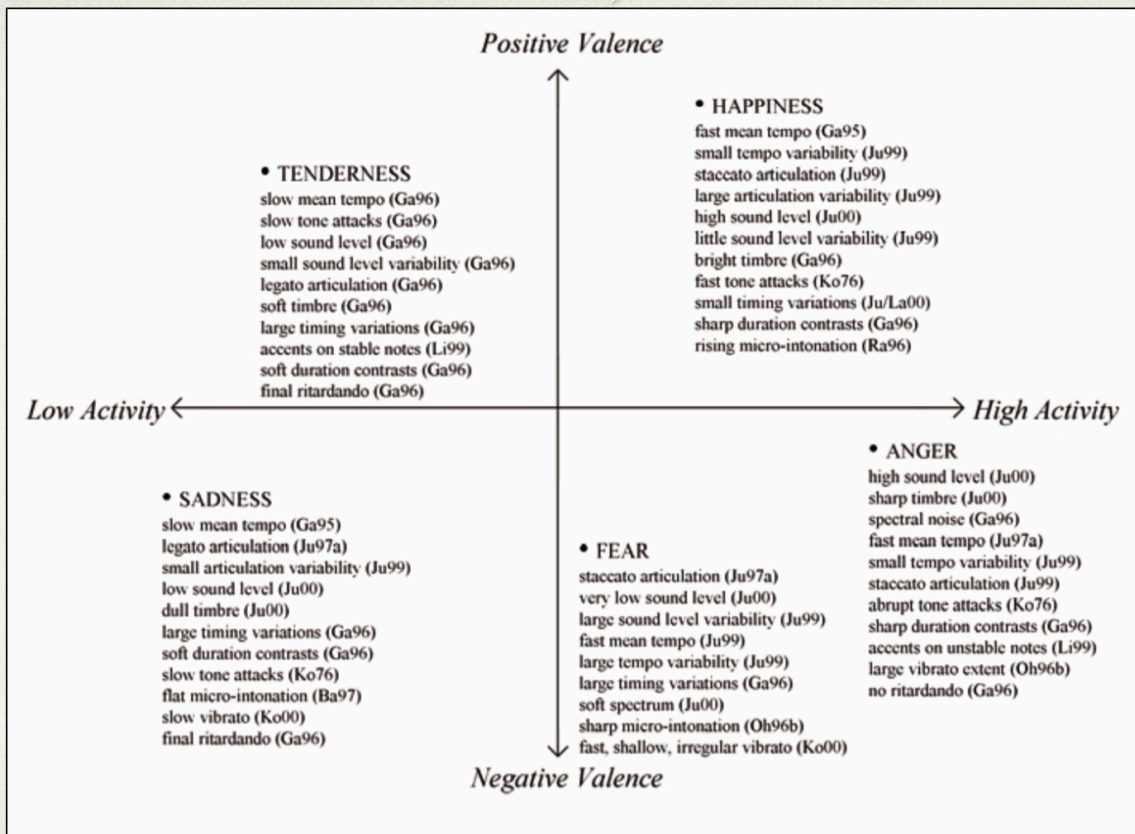 Positive Valence
• HAPPINESS
fast mean tempo (Ga95)
small tempo variability (Ju99)
staccato articulation (Ju99)
large articulation variability (Ju99)
high sound level (Ju00)
little sound level variability (Ju99)
bright timbre (Ga96)
fast tone attacks (Ko76)
small timing variations (Ju/La00)
sharp duration contrasts (Ga96)
rising micro-intonation (Ra96)
• TENDERNESS
slow mean tempo (Ga96)
slow tone attacks (Ga96)
low sound level (Ga96)
small sound level variability (Ga96)
legato articulation (Ga96)
soft timbre (Ga96)
large timing variations (Ga96)
accents on stable notes (Li99)
soft duration contrasts (Ga96)
final ritardando (Ga96)
Low Activity
High Activity
• SADNESS
slow mean tempo (Ga95)
legato articulation (Ju97a)
small articulation variability (Ju99)
low sound level (Ju00)
dull timbre (Ju00)
large timing variations (Ga96)
soft duration contrasts (Ga96)
slow tone attacks (Ko76)
flat micro-intonation (Ba97)
slow vibrato (Ko00)
final ritardando (Ga96)
• FEAR
staccato articulation (Ju97a)
very low sound level (Ju00)
large sound level variability (Ju99)
fast mean tempo (Ju99)
large tempo variability (Ju99)
large timing variations (Ga96)
soft spectrum (Ju00)
sharp micro-intonation (Oh96b)
fast, shallow, irregular vibrato (Ko00)
• ANGER
high sound level (Ju00)
sharp timbre (Ju00)
spectral noise (Ga96)
fast mean tempo (Ju97a)
small tempo variability (Ju99)
staccato articulation (Ju99)
abrupt tone attacks (Ko76)
sharp duration contrasts (Ga96)
accents on unstable notes (Li99)
large vibrato extent (Oh96b)
no ritardando (Ga96)
Negative Valence